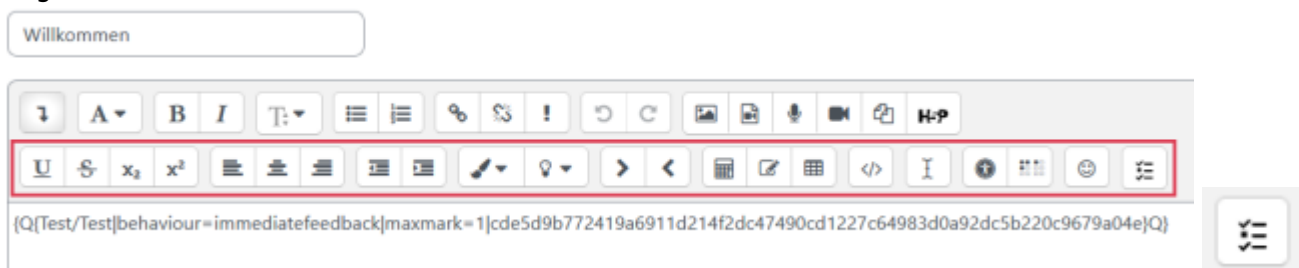 Willkommen
A B I T H-P
U S x₂ x² </>
{Q{Test/Test|behaviour=immediatefeedback|maxmark=1|cde5d9b772419a6911d214f2dc47490cd1227c64983d0a92dc5b220c9679a04e}Q}